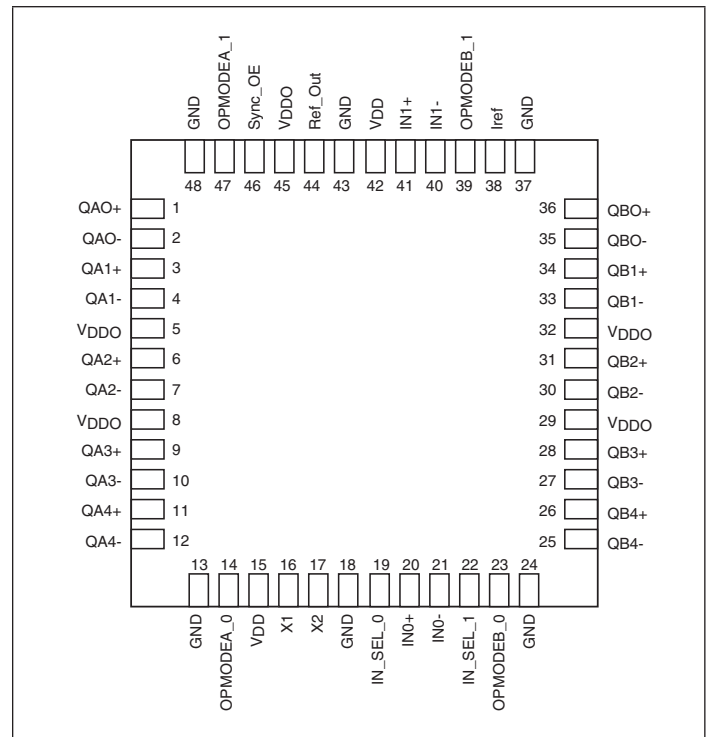 GND
OPMODEA_1
Sync_OE
VDDO
Ref_Out
GND
VDD
IN1+
IN1-
OPMODEB_1
Iref
GND
48 47 46 45 44 43 42 41 40 39 38 37
QAO+ 1
QAO- 2
QA1+ 3
QA1- 4
VDDO 5
QA2+ 6
QA2- 7
VDDO 8
QA3+ 9
QA3- 10
QA4+ 11
QA4- 12
36 QBO+
35 QBO-
34 QB1+
33 QB1-
32 VDDO
31 QB2+
30 QB2-
29 VDDO
28 QB3+
27 QB3-
26 QB4+
25 QB4-
13 14 15 16 17 18 19 20 21 22 23 24
GND
OPMODEA_0
VDD
X1
X2
GND
IN_SEL_0
IN0+
IN0-
IN_SEL_1
OPMODEB_0
GND